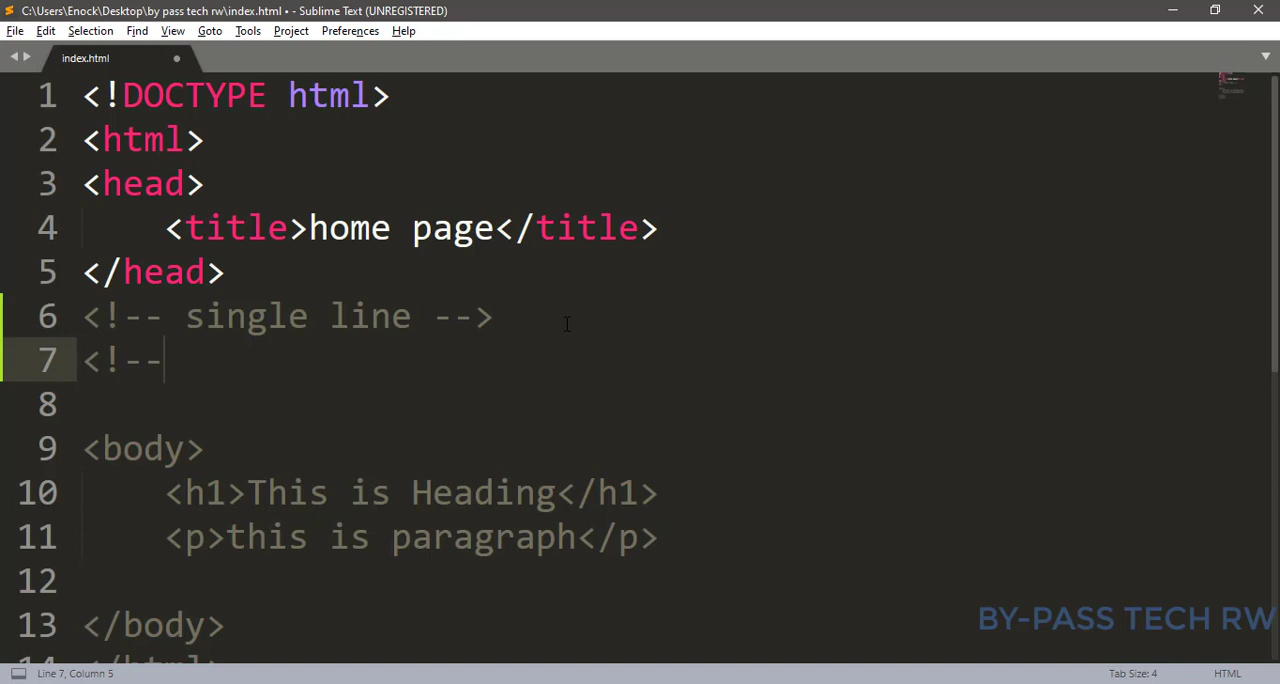 C:\Users\Enock\Desktop\by pass tech rw\index.html • - Sublime Text (UNREGISTERED)
File Edit Selection Find View Goto Tools Project Preferences Help
index.html
1 <!DOCTYPE html>
2 <html>
3 <head>
4 <title>home page</title>
5 </head>
6 <!-- single line -->
7 <!--
8
9 <body>
10 <h1>This is Heading</h1>
11 <p>this is paragraph</p>
12
13 </body>
14 </html>
BY-PASS TECH RW
Line 7, Column 5 Tab Size: 4 HTML